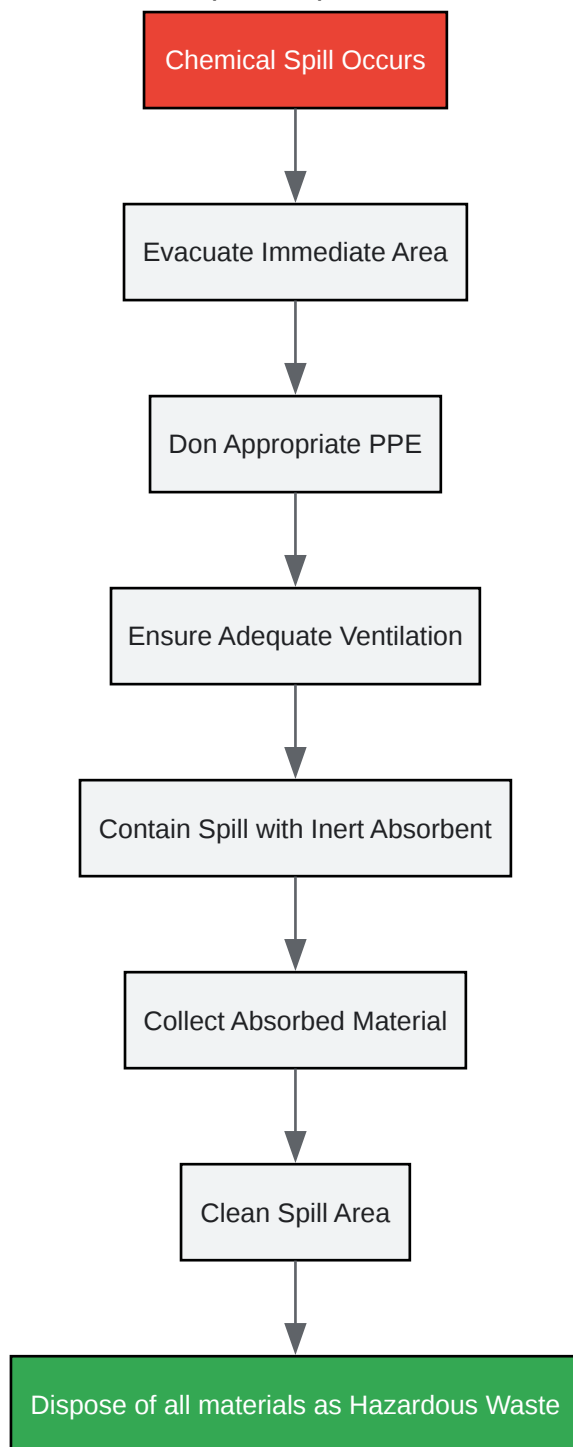 Chemical Spill Occurs
Evacuate Immediate Area
Don Appropriate PPE
Ensure Adequate Ventilation
Contain Spill with Inert Absorbent
Collect Absorbed Material
Clean Spill Area
Dispose of all materials as Hazardous Waste